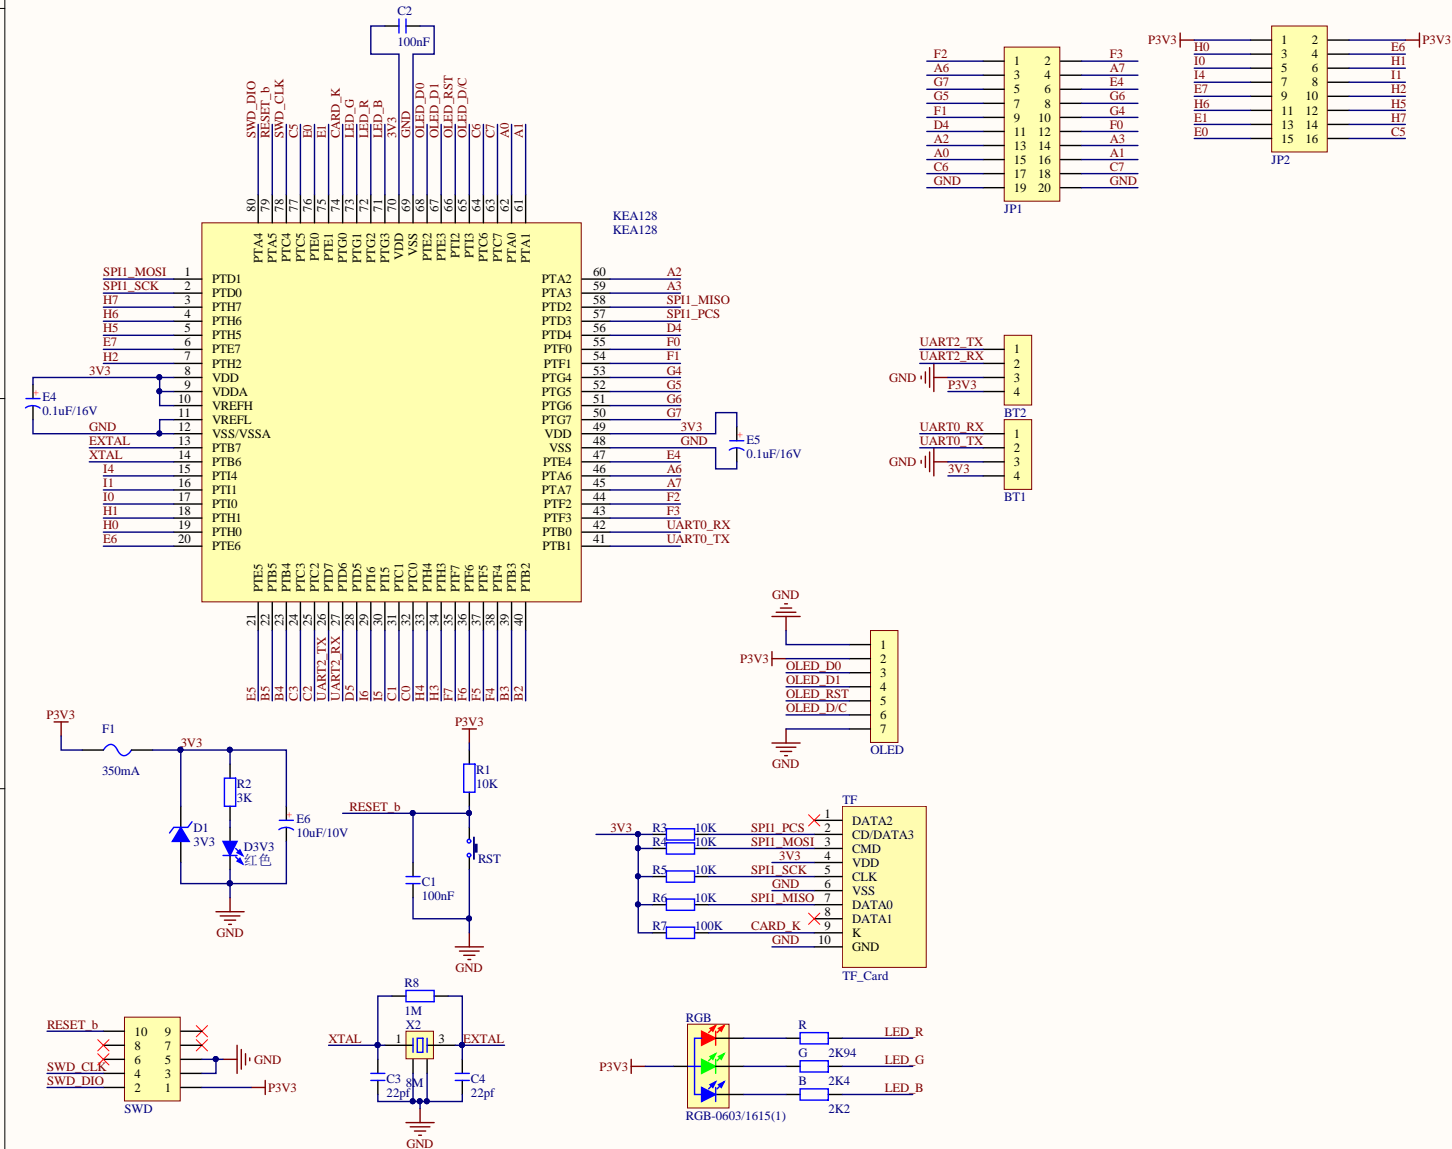 C2
100nF
SWD_DIO
RESET_b
SWD_CLK
C5
E0
E1
CARD_K
LED_G
LED_R
LED_B
3V3
GND
OLED_D0
OLED_D1
OLED_RST
OLED_D/C
C6
C7
A0
A1
80 79 78 77 76 75 74 73 72 71 70 69 68 67 66 65 64 63 62 61
PTA4 PTA5 PTC4 PTC5 PTE0 PTE1 PTG0 PTG1 PTG2 PTG3 VDD VSS PTE2 PTE3 PTI2 PTI3 PTC6 PTC7 PTA0 PTA1
KEA128
KEA128
SPI1_MOSI 1 PTD1
SPI1_SCK 2 PTD0
H7 3 PTH7
H6 4 PTH6
H5 5 PTH5
E7 6 PTE7
H2 7 PTH2
3V3 8 VDD
9 VDDA
10 VREFH
11 VREFL
GND 12 VSS/VSSA
EXTAL 13 PTB7
XTAL 14 PTB6
I4 15 PTI4
I1 16 PTI1
I0 17 PTI0
H1 18 PTH1
H0 19 PTH0
E6 20 PTE6
E4
0.1uF/16V
PTA2 60 A2
PTA3 59 A3
PTD2 58 SPI1_MISO
PTD3 57 SPI1_PCS
PTD4 56 D4
PTF0 55 F0
PTF1 54 F1
PTG4 53 G4
PTG5 52 G5
PTG6 51 G6
PTG7 50 G7
VDD 49 3V3
VSS 48 GND
PTE4 47 E4
PTA6 46 A6
PTA7 45 A7
PTF2 44 F2
PTF3 43 F3
PTB0 42 UART0_RX
PTB1 41 UART0_TX
E5
0.1uF/16V
PTE5 PTB5 PTB4 PTC3 PTC2 PTD7 PTD6 PTD5 PTI6 PTI5 PTC1 PTC0 PTH4 PTH3 PTF7 PTF6 PTF5 PTF4 PTB3 PTB2
21 22 23 24 25 26 27 28 29 30 31 32 33 34 35 36 37 38 39 40
E5 B5 B4 C3 C2 UART2_TX UART2_RX D5 I6 I5 C1 C0 H4 H3 F7 F6 F5 F4 B3 B2
F2 1 2 F3
A6 3 4 A7
G7 5 6 E4
G5 7 8 G6
F1 9 10 G4
D4 11 12 F0
A2 13 14 A3
A0 15 16 A1
C6 17 18 C7
GND 19 20 GND
JP1
P3V3 1 2 P3V3
H0 3 4 E6
I0 5 6 H1
I4 7 8 I1
E7 9 10 H2
H6 11 12 H5
E1 13 14 H7
E0 15 16 C5
JP2
UART2_TX 1
UART2_RX 2
GND 3
P3V3 4
BT2
UART0_RX 1
UART0_TX 2
GND 3
3V3 4
BT1
GND
1
P3V3 2
OLED_D0 3
OLED_D1 4
OLED_RST 5
OLED_D/C 6
7
GND
OLED
P3V3
F1
350mA
3V3
R2
3K
D1
3V3
D3V3
红色
E6
10uF/10V
GND
P3V3
R1
10K
RESET_b
RST
C1
100nF
GND
TF
1 DATA2
3V3 R3 10K SPI1_PCS 2 CD/DATA3
R4 10K SPI1_MOSI 3 CMD
3V3 4 VDD
R5 10K SPI1_SCK 5 CLK
GND 6 VSS
R6 10K SPI1_MISO 7 DATA0
8 DATA1
R7 100K CARD_K 9 K
GND 10 GND
TF_Card
RESET_b 10 9
8 7
6 5 GND
SWD_CLK 4 3
SWD_DIO 2 1 P3V3
SWD
R8
1M
X2
XTAL 1 3 EXTAL
C3
22pf
8M
C4
22pf
GND
RGB
P3V3
R LED_R
2K94
G LED_G
2K4
B LED_B
2K2
RGB-0603/1615(1)